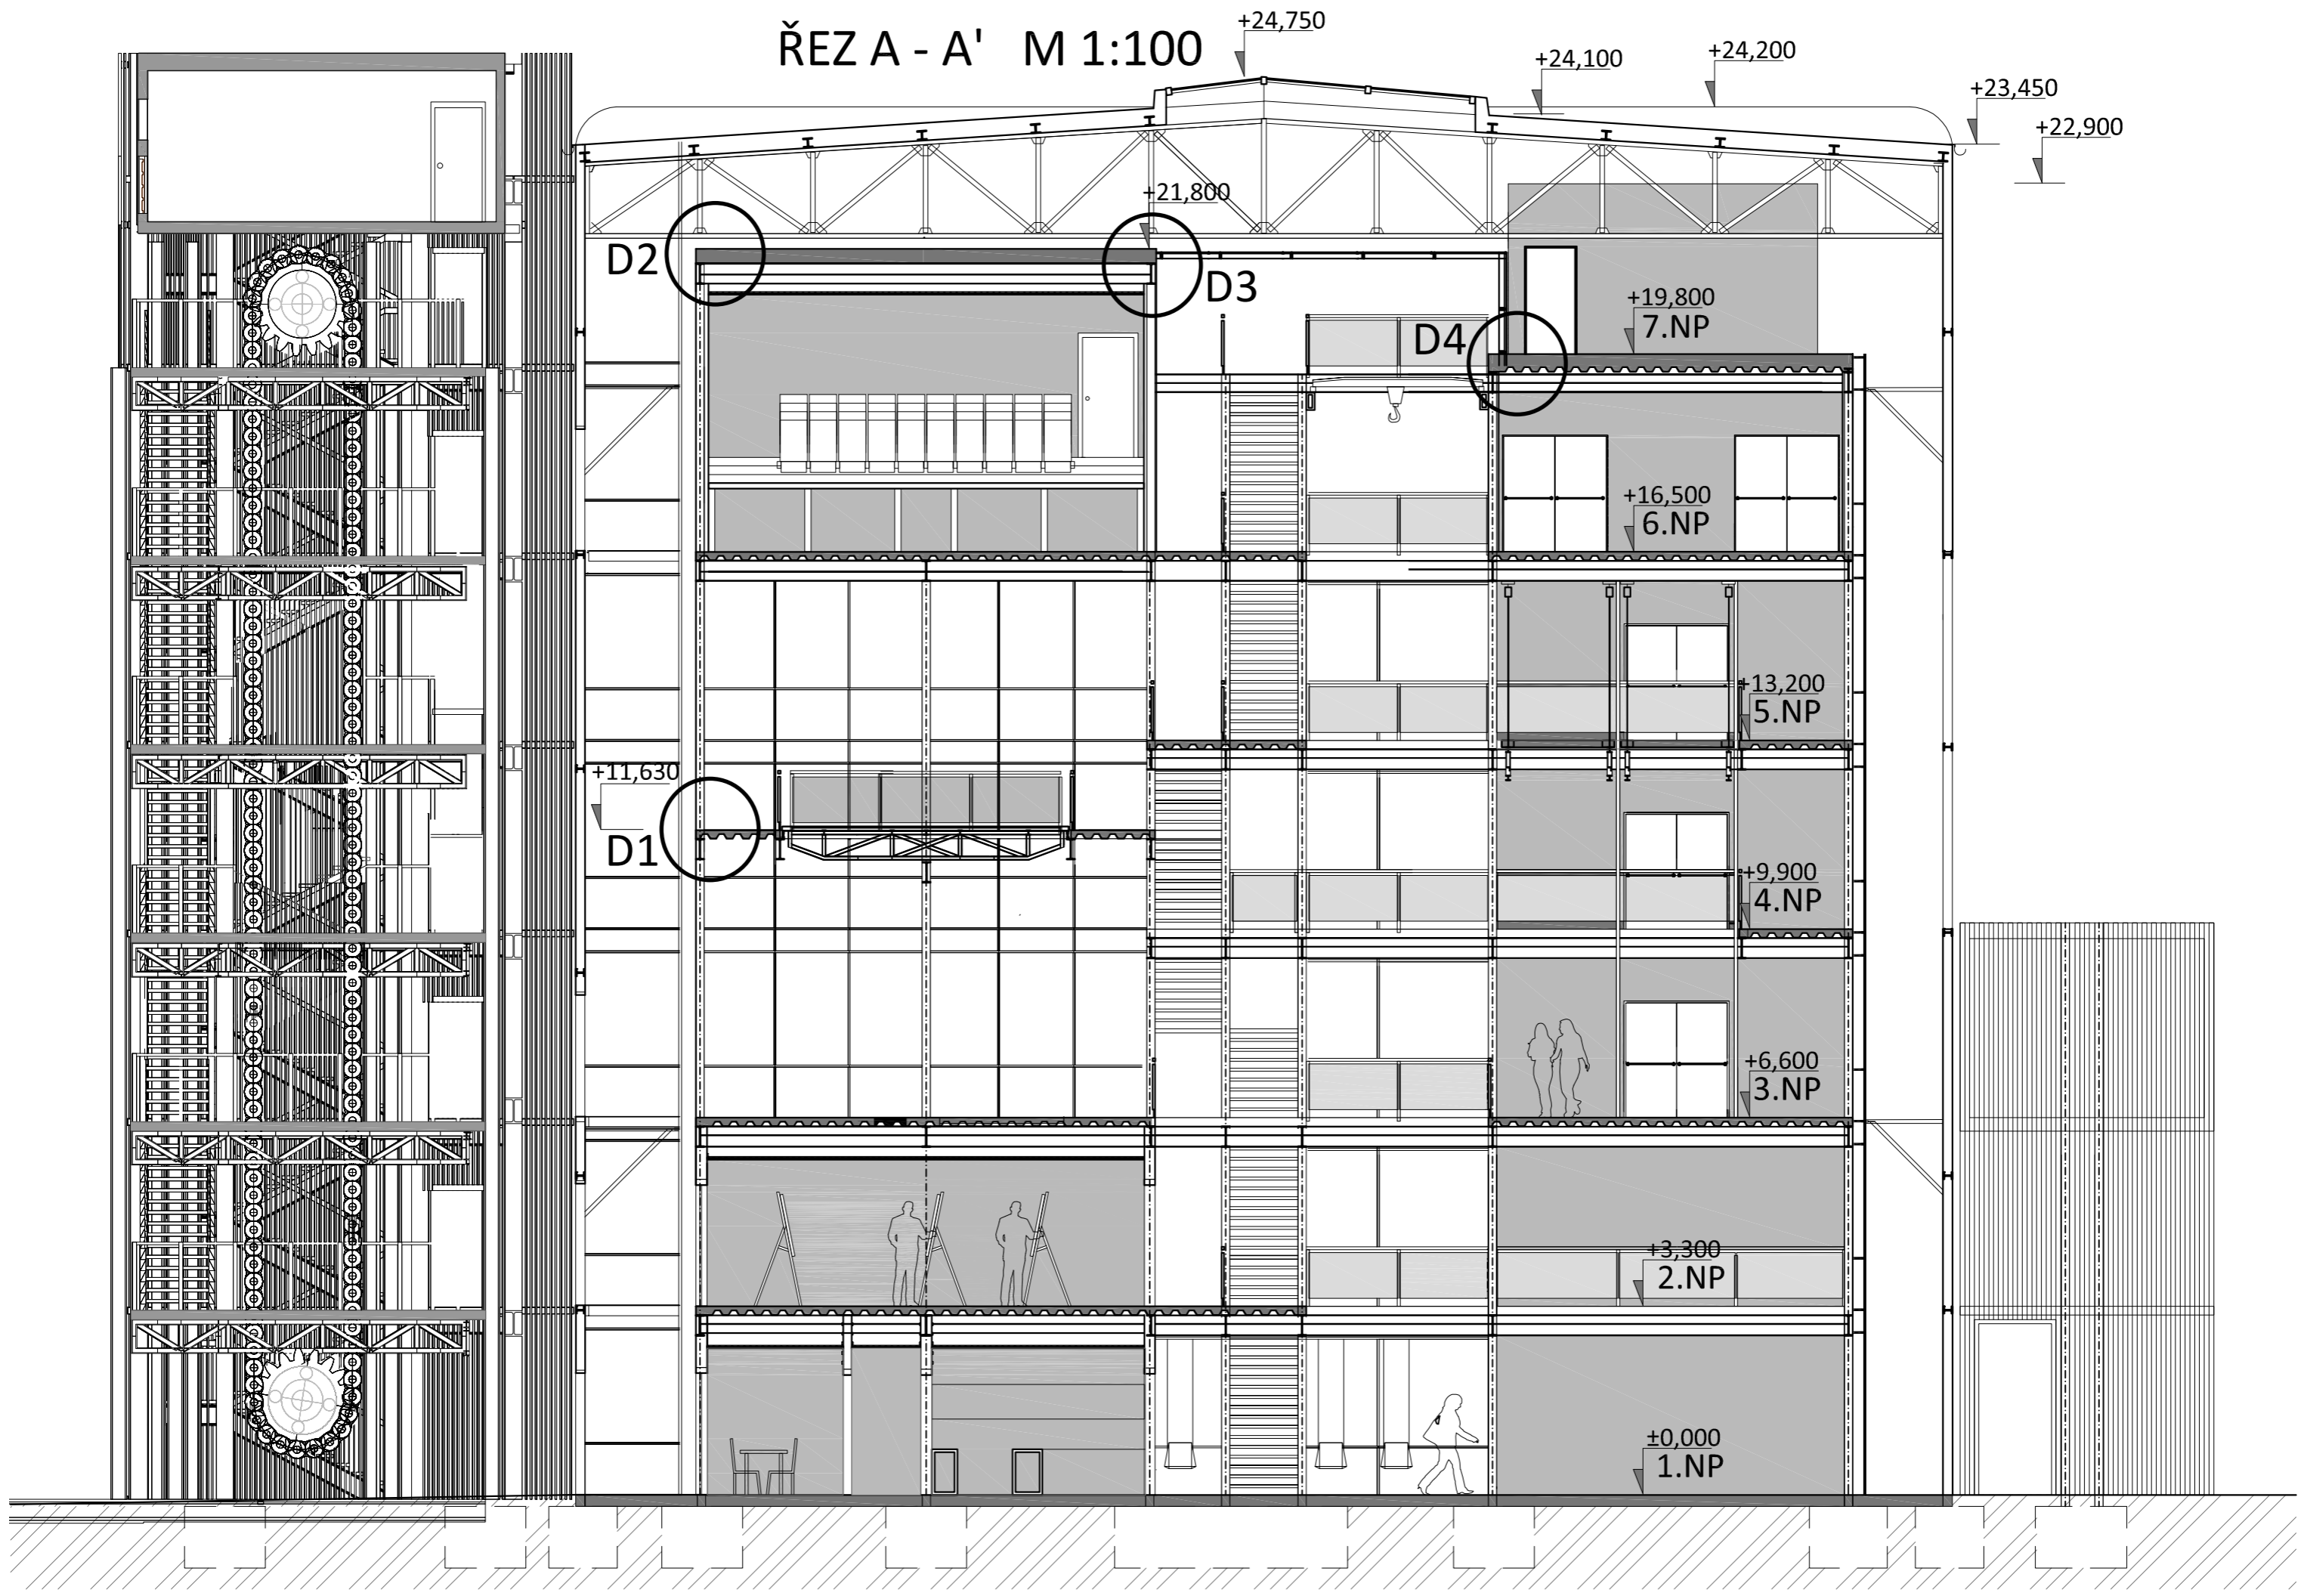 ŘEZ A - A' M 1:100
+24,750
+24,100
+24,200
+23,450
+22,900
+21,800
D2
D3
D4
+19,800
7.NP
+16,500
6.NP
+13,200
5.NP
+11,630
D1
+9,900
4.NP
+6,600
3.NP
+3,300
2.NP
±0,000
1.NP